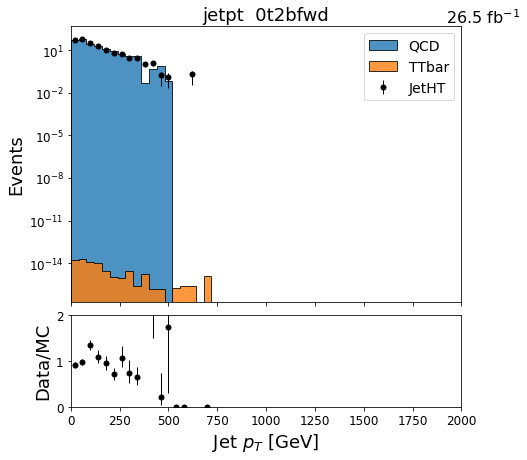 jetpt 0t2bfwd
26.5 fb⁻¹
QCD
TTbar
JetHT
Events
10¹
10⁻²
10⁻⁵
10⁻⁸
10⁻¹¹
10⁻¹⁴
Data/MC
2
1
0
0 250 500 750 1000 1250 1500 1750 2000
Jet p_T [GeV]